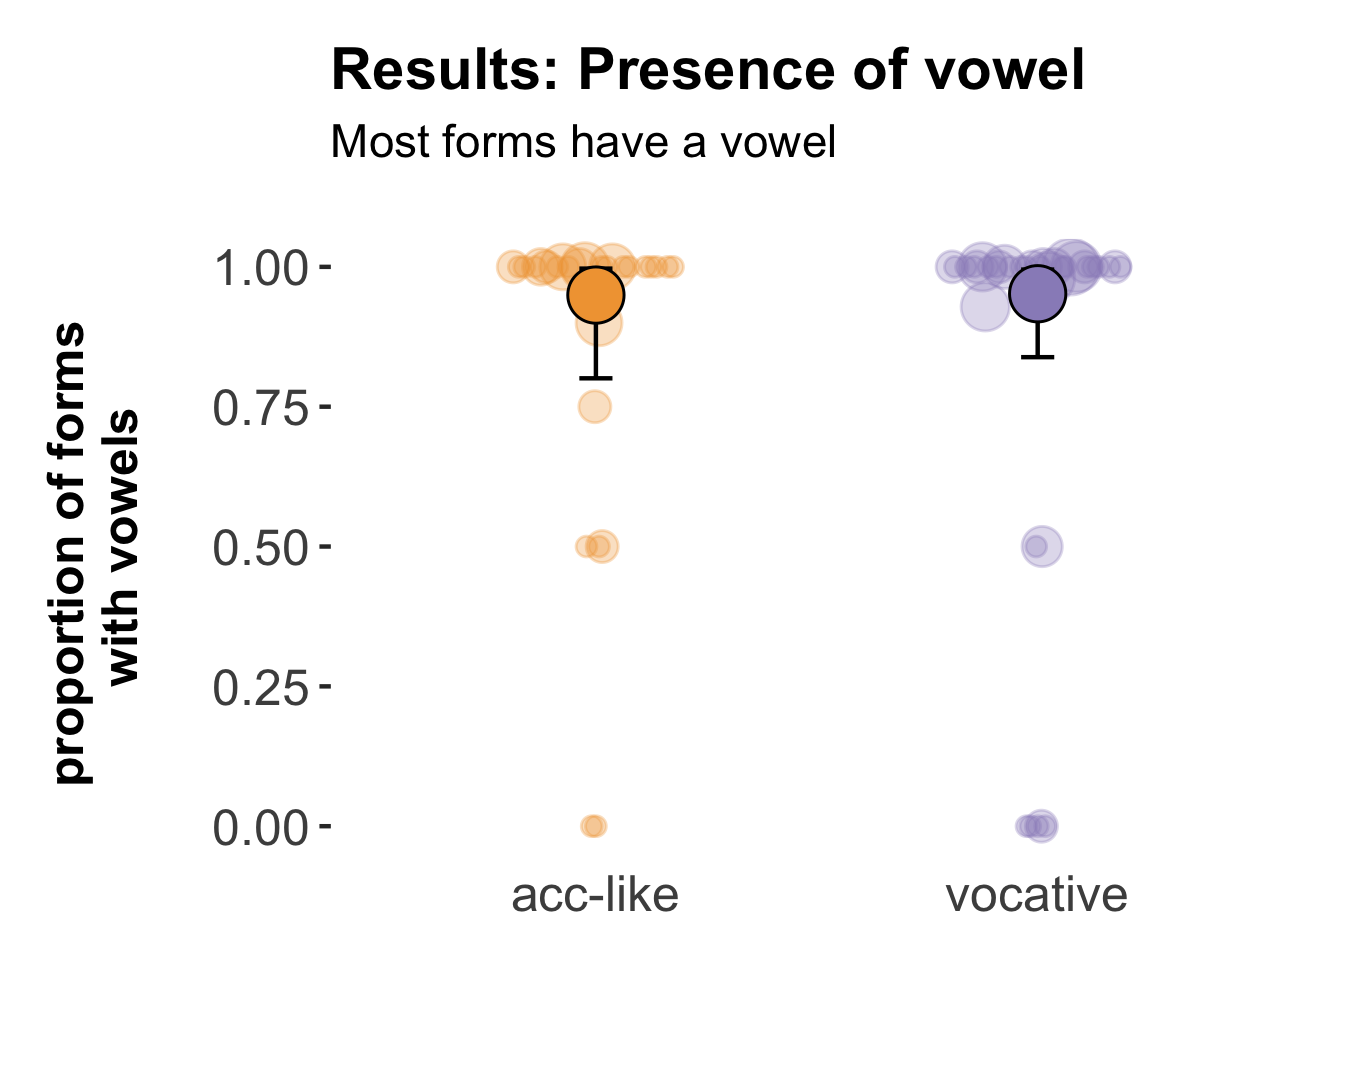 Results: Presence of vowel
Most forms have a vowel
proportion of forms
with vowels
1.00
0.75
0.50
0.25
0.00
acc-like
vocative